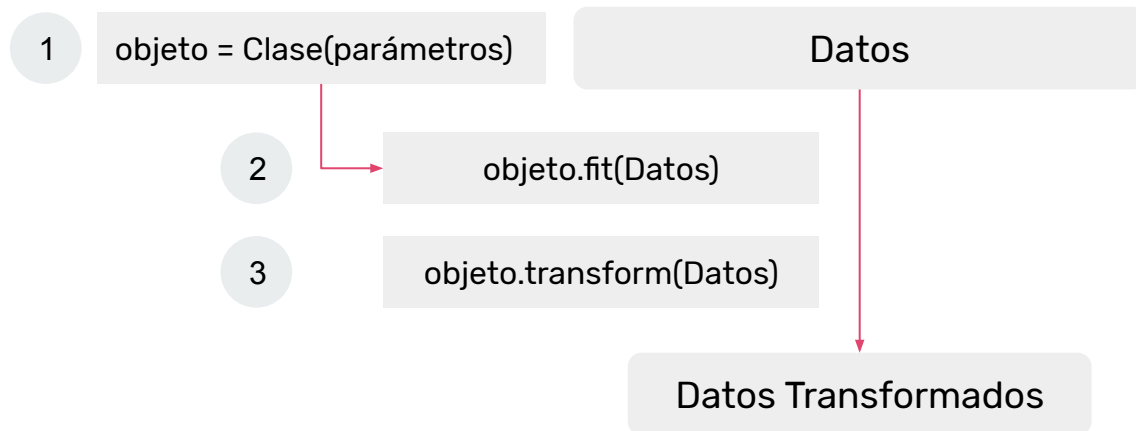 1
objeto = Clase(parámetros)
Datos
2
objeto.fit(Datos)
3
objeto.transform(Datos)
Datos Transformados